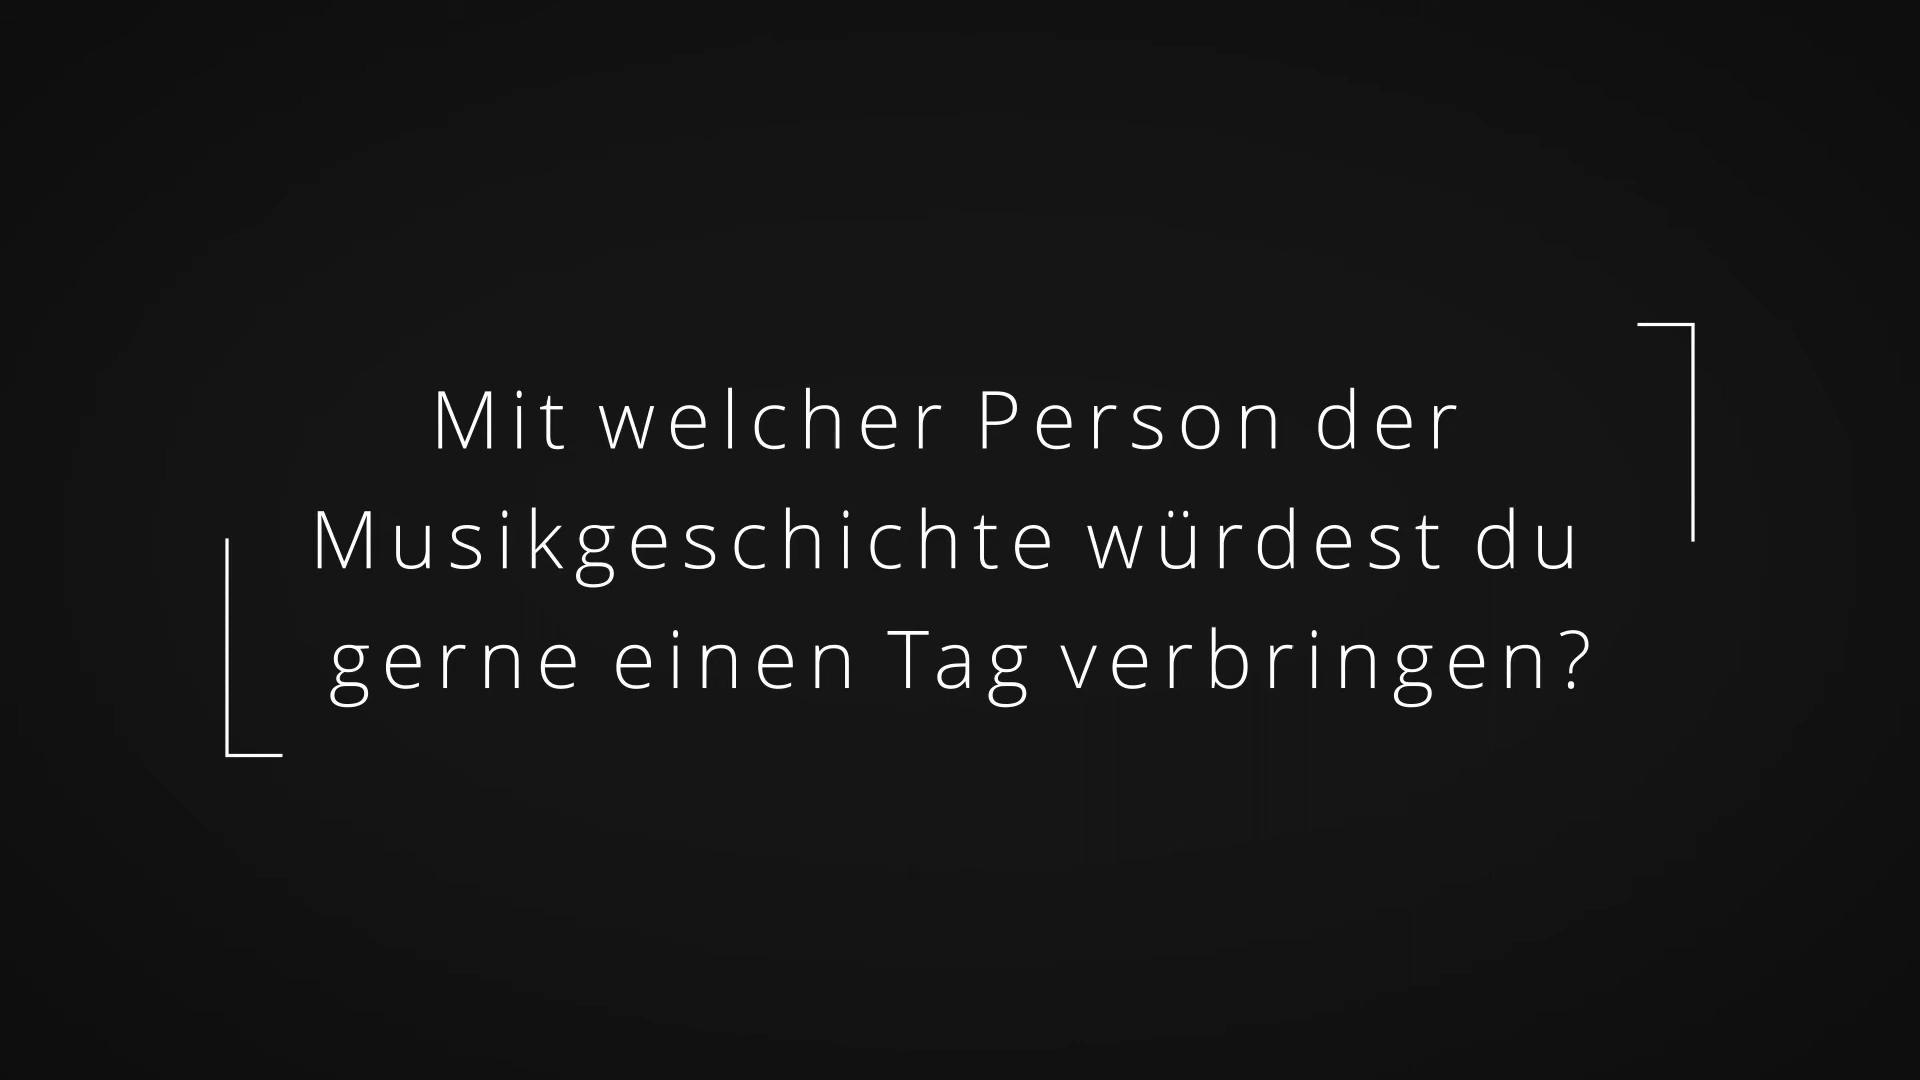 Mit welcher Person der
Musikgeschichte würdest du
gerne einen Tag verbringen?